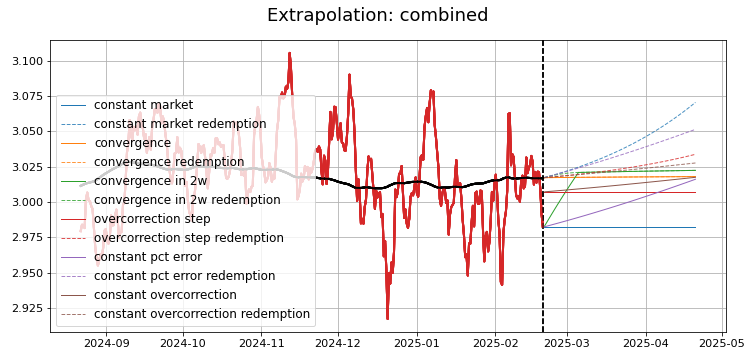 Extrapolation: combined
3.100
3.075
3.050
3.025
3.000
2.975
2.950
2.925
constant market
constant market redemption
convergence
convergence redemption
convergence in 2w
convergence in 2w redemption
overcorrection step
overcorrection step redemption
constant pct error
constant pct error redemption
constant overcorrection
constant overcorrection redemption
2024-09 2024-10 2024-11 2024-12 2025-01 2025-02 2025-03 2025-04 2025-05